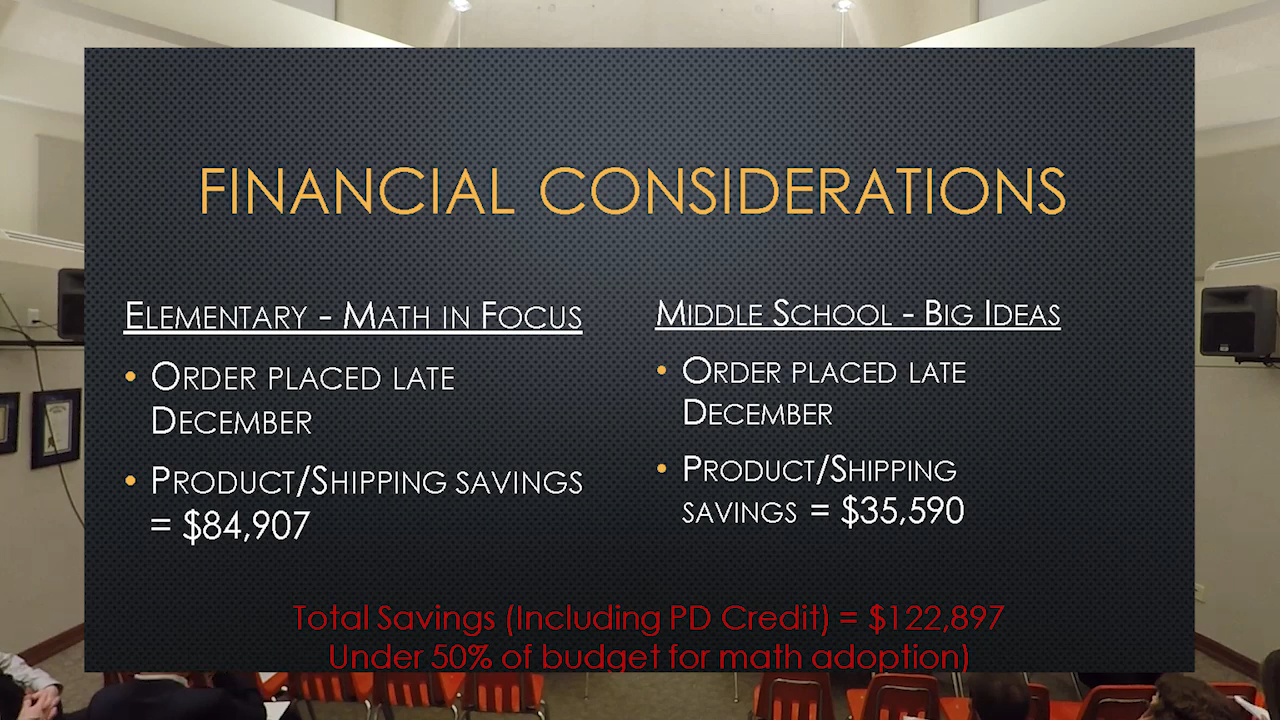 FINANCIAL CONSIDERATIONS
ELEMENTARY - MATH IN FOCUS
• ORDER PLACED LATE
DECEMBER
• PRODUCT/SHIPPING SAVINGS
= $84,907
MIDDLE SCHOOL - BIG IDEAS
• ORDER PLACED LATE
DECEMBER
• PRODUCT/SHIPPING
SAVINGS = $35,590
Total Savings (Including PD Credit) = $122,897
Under 50% of budget for math adoption)